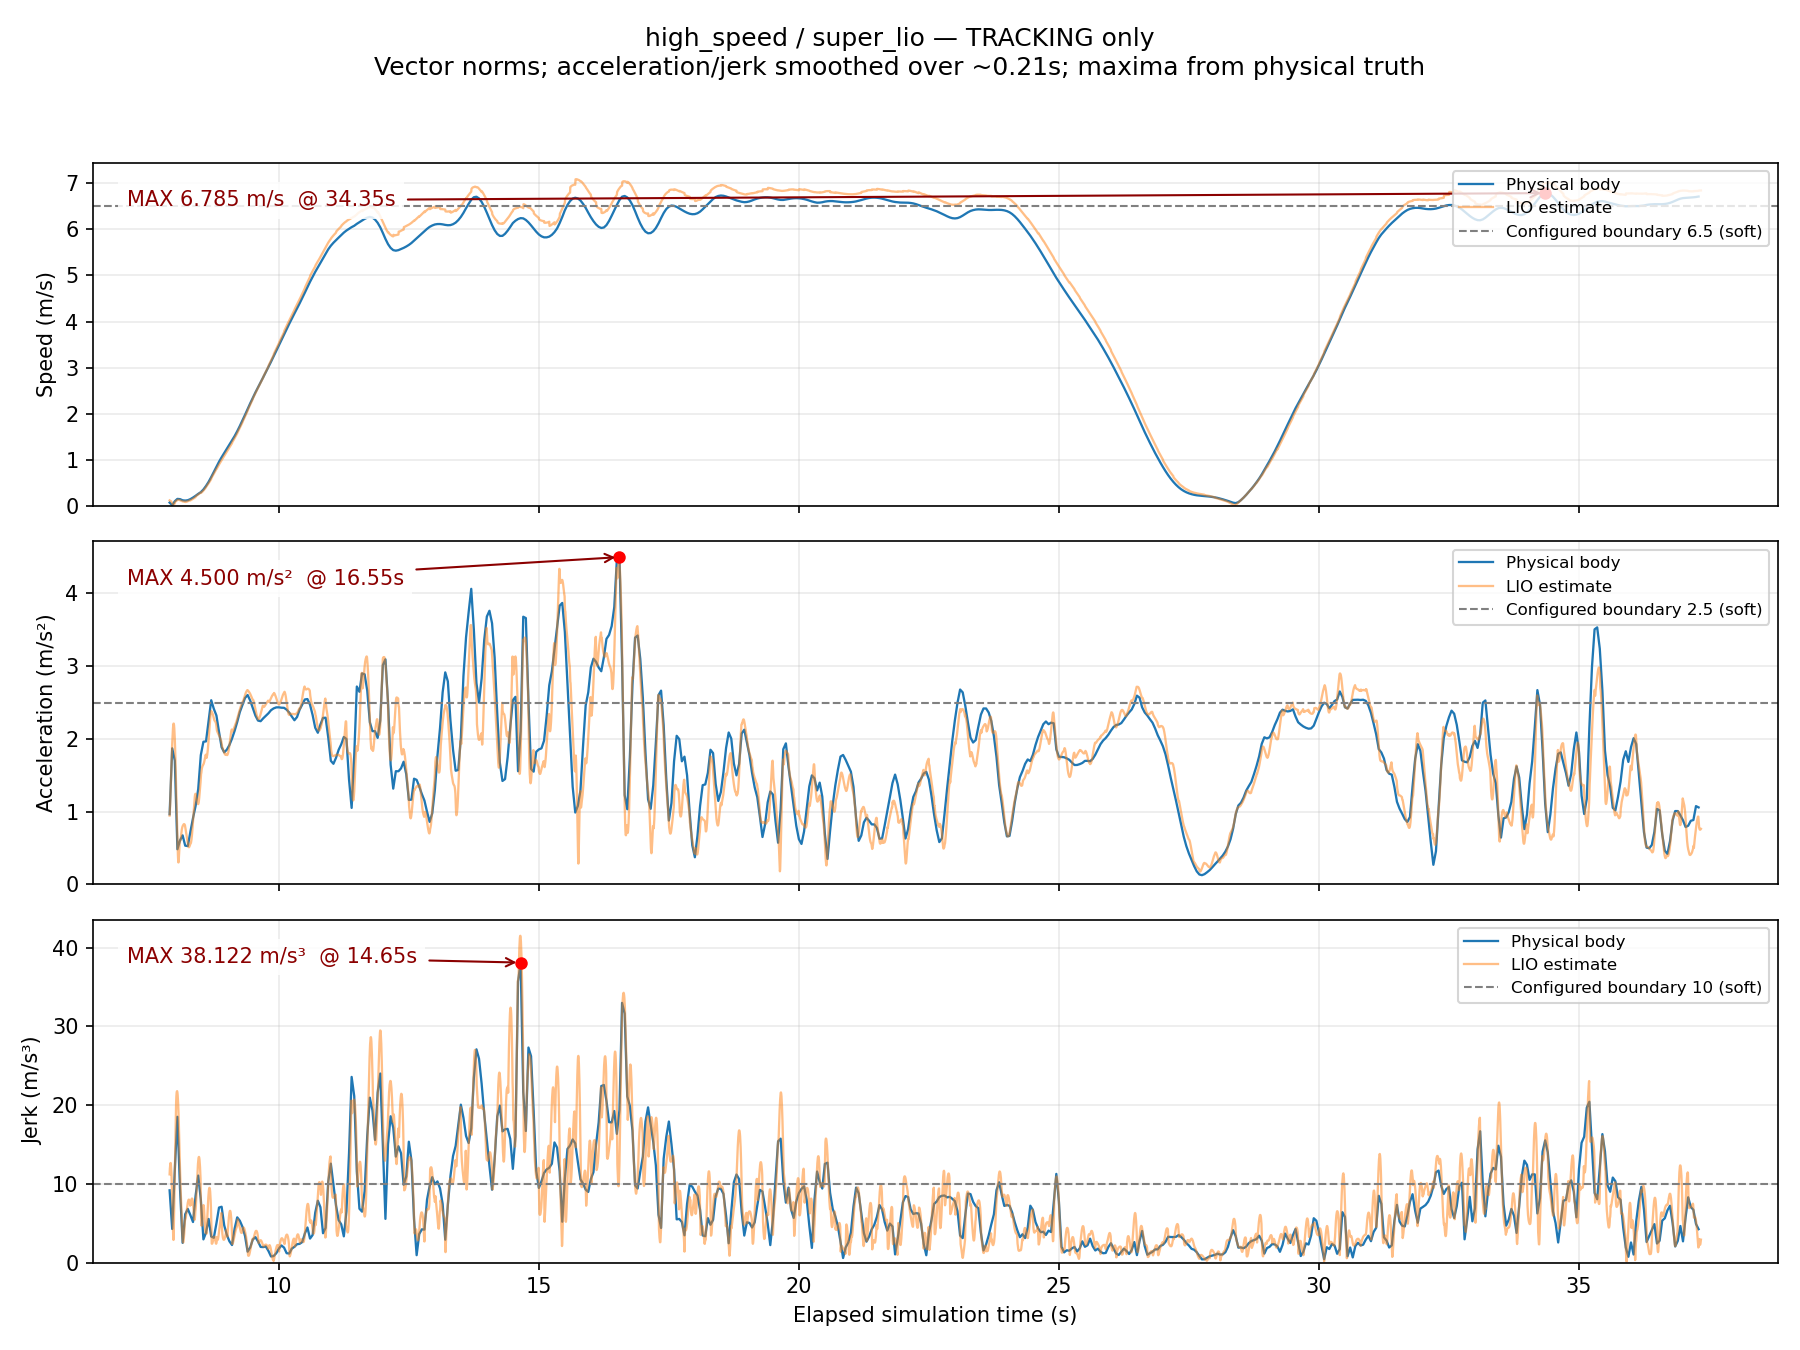 high_speed / super_lio — TRACKING only
Vector norms; acceleration/jerk smoothed over ~0.21s; maxima from physical truth
Speed (m/s)
7
6
5
4
3
2
1
0
MAX 6.785 m/s  @ 34.35s
Physical body
LIO estimate
Configured boundary 6.5 (soft)
Acceleration (m/s²)
4
3
2
1
0
MAX 4.500 m/s²  @ 16.55s
Physical body
LIO estimate
Configured boundary 2.5 (soft)
Jerk (m/s³)
40
30
20
10
0
MAX 38.122 m/s³  @ 14.65s
Physical body
LIO estimate
Configured boundary 10 (soft)
10 15 20 25 30 35
Elapsed simulation time (s)